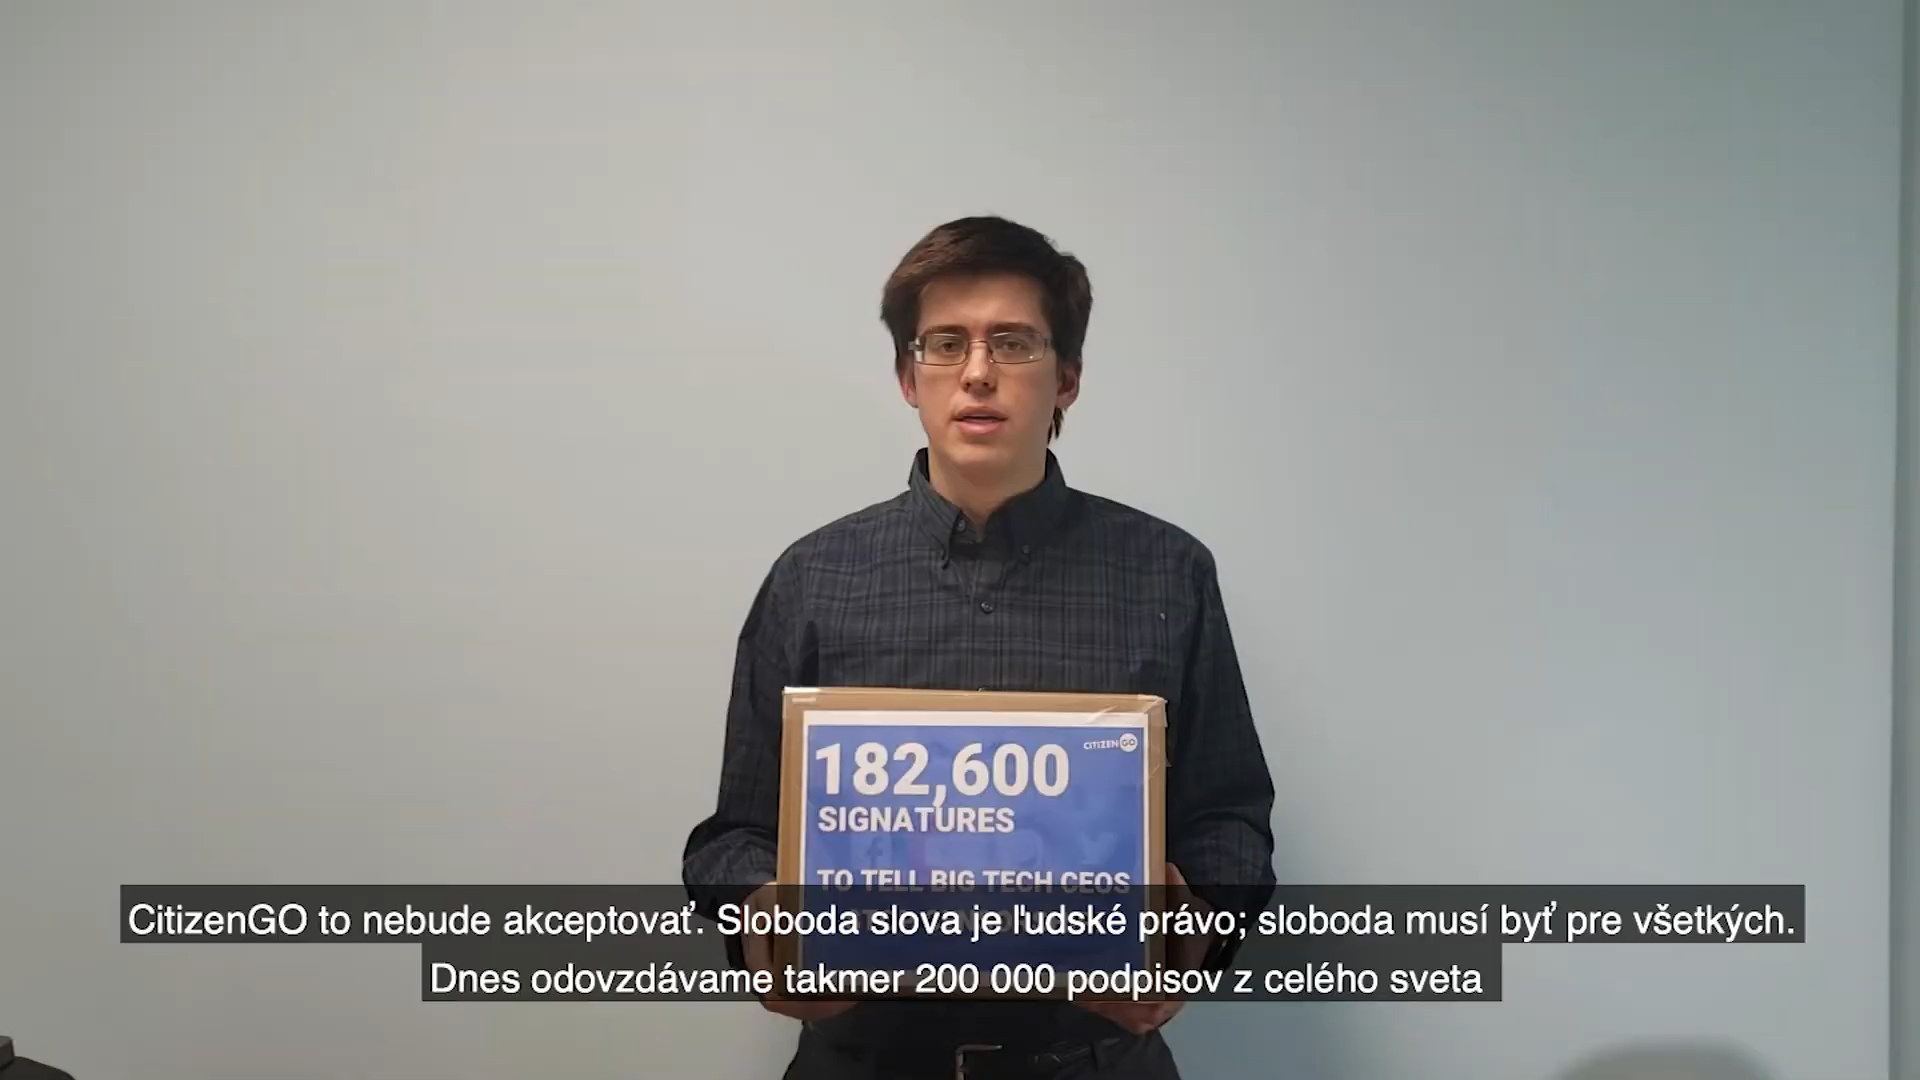 182,600
CITIZENGO
SIGNATURES
TO TELL BIG TECH CEOS
CitizenGO to nebude akceptovať. Sloboda slova je ľudské právo; sloboda musí byť pre všetkých.
Dnes odovzdávame takmer 200 000 podpisov z celého sveta